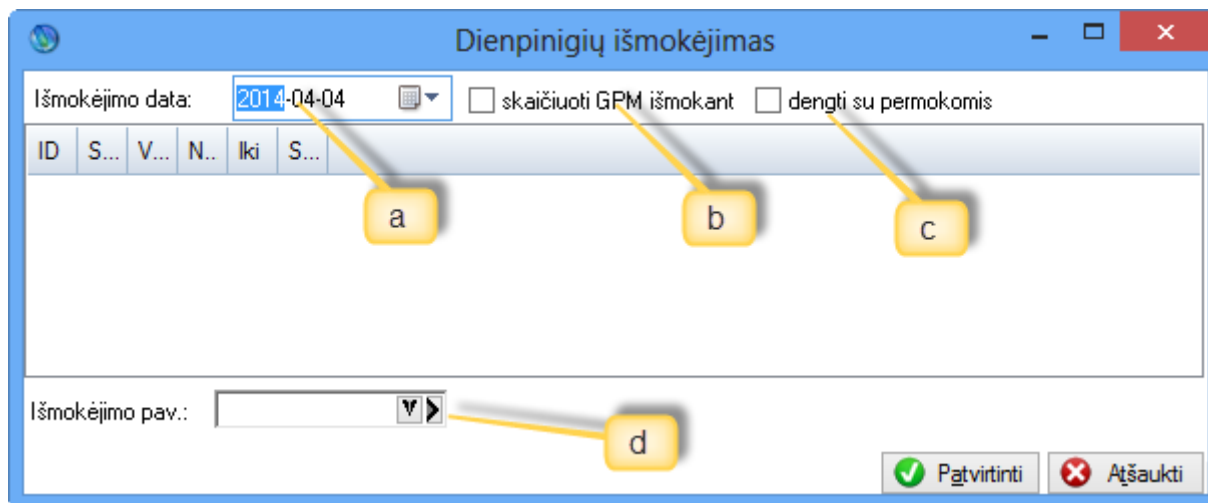 Dienpinigių išmokėjimas
Išmokėjimo data: 2014-04-04 skaičiuoti GPM išmokant dengti su permokomis
ID S... V... N.. Iki S...
a b c
Išmokėjimo pav.:
d
Patvirtinti Atšaukti